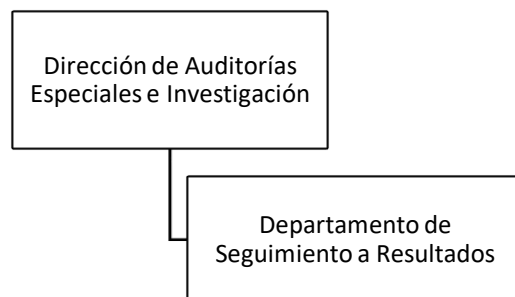 Dirección de Auditorías
Especiales e Investigación
Departamento de
Seguimiento a Resultados